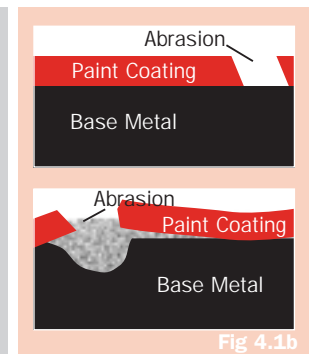 Abrasion
Paint Coating
Base Metal
Abrasion
Paint Coating
Base Metal
Fig 4.1b